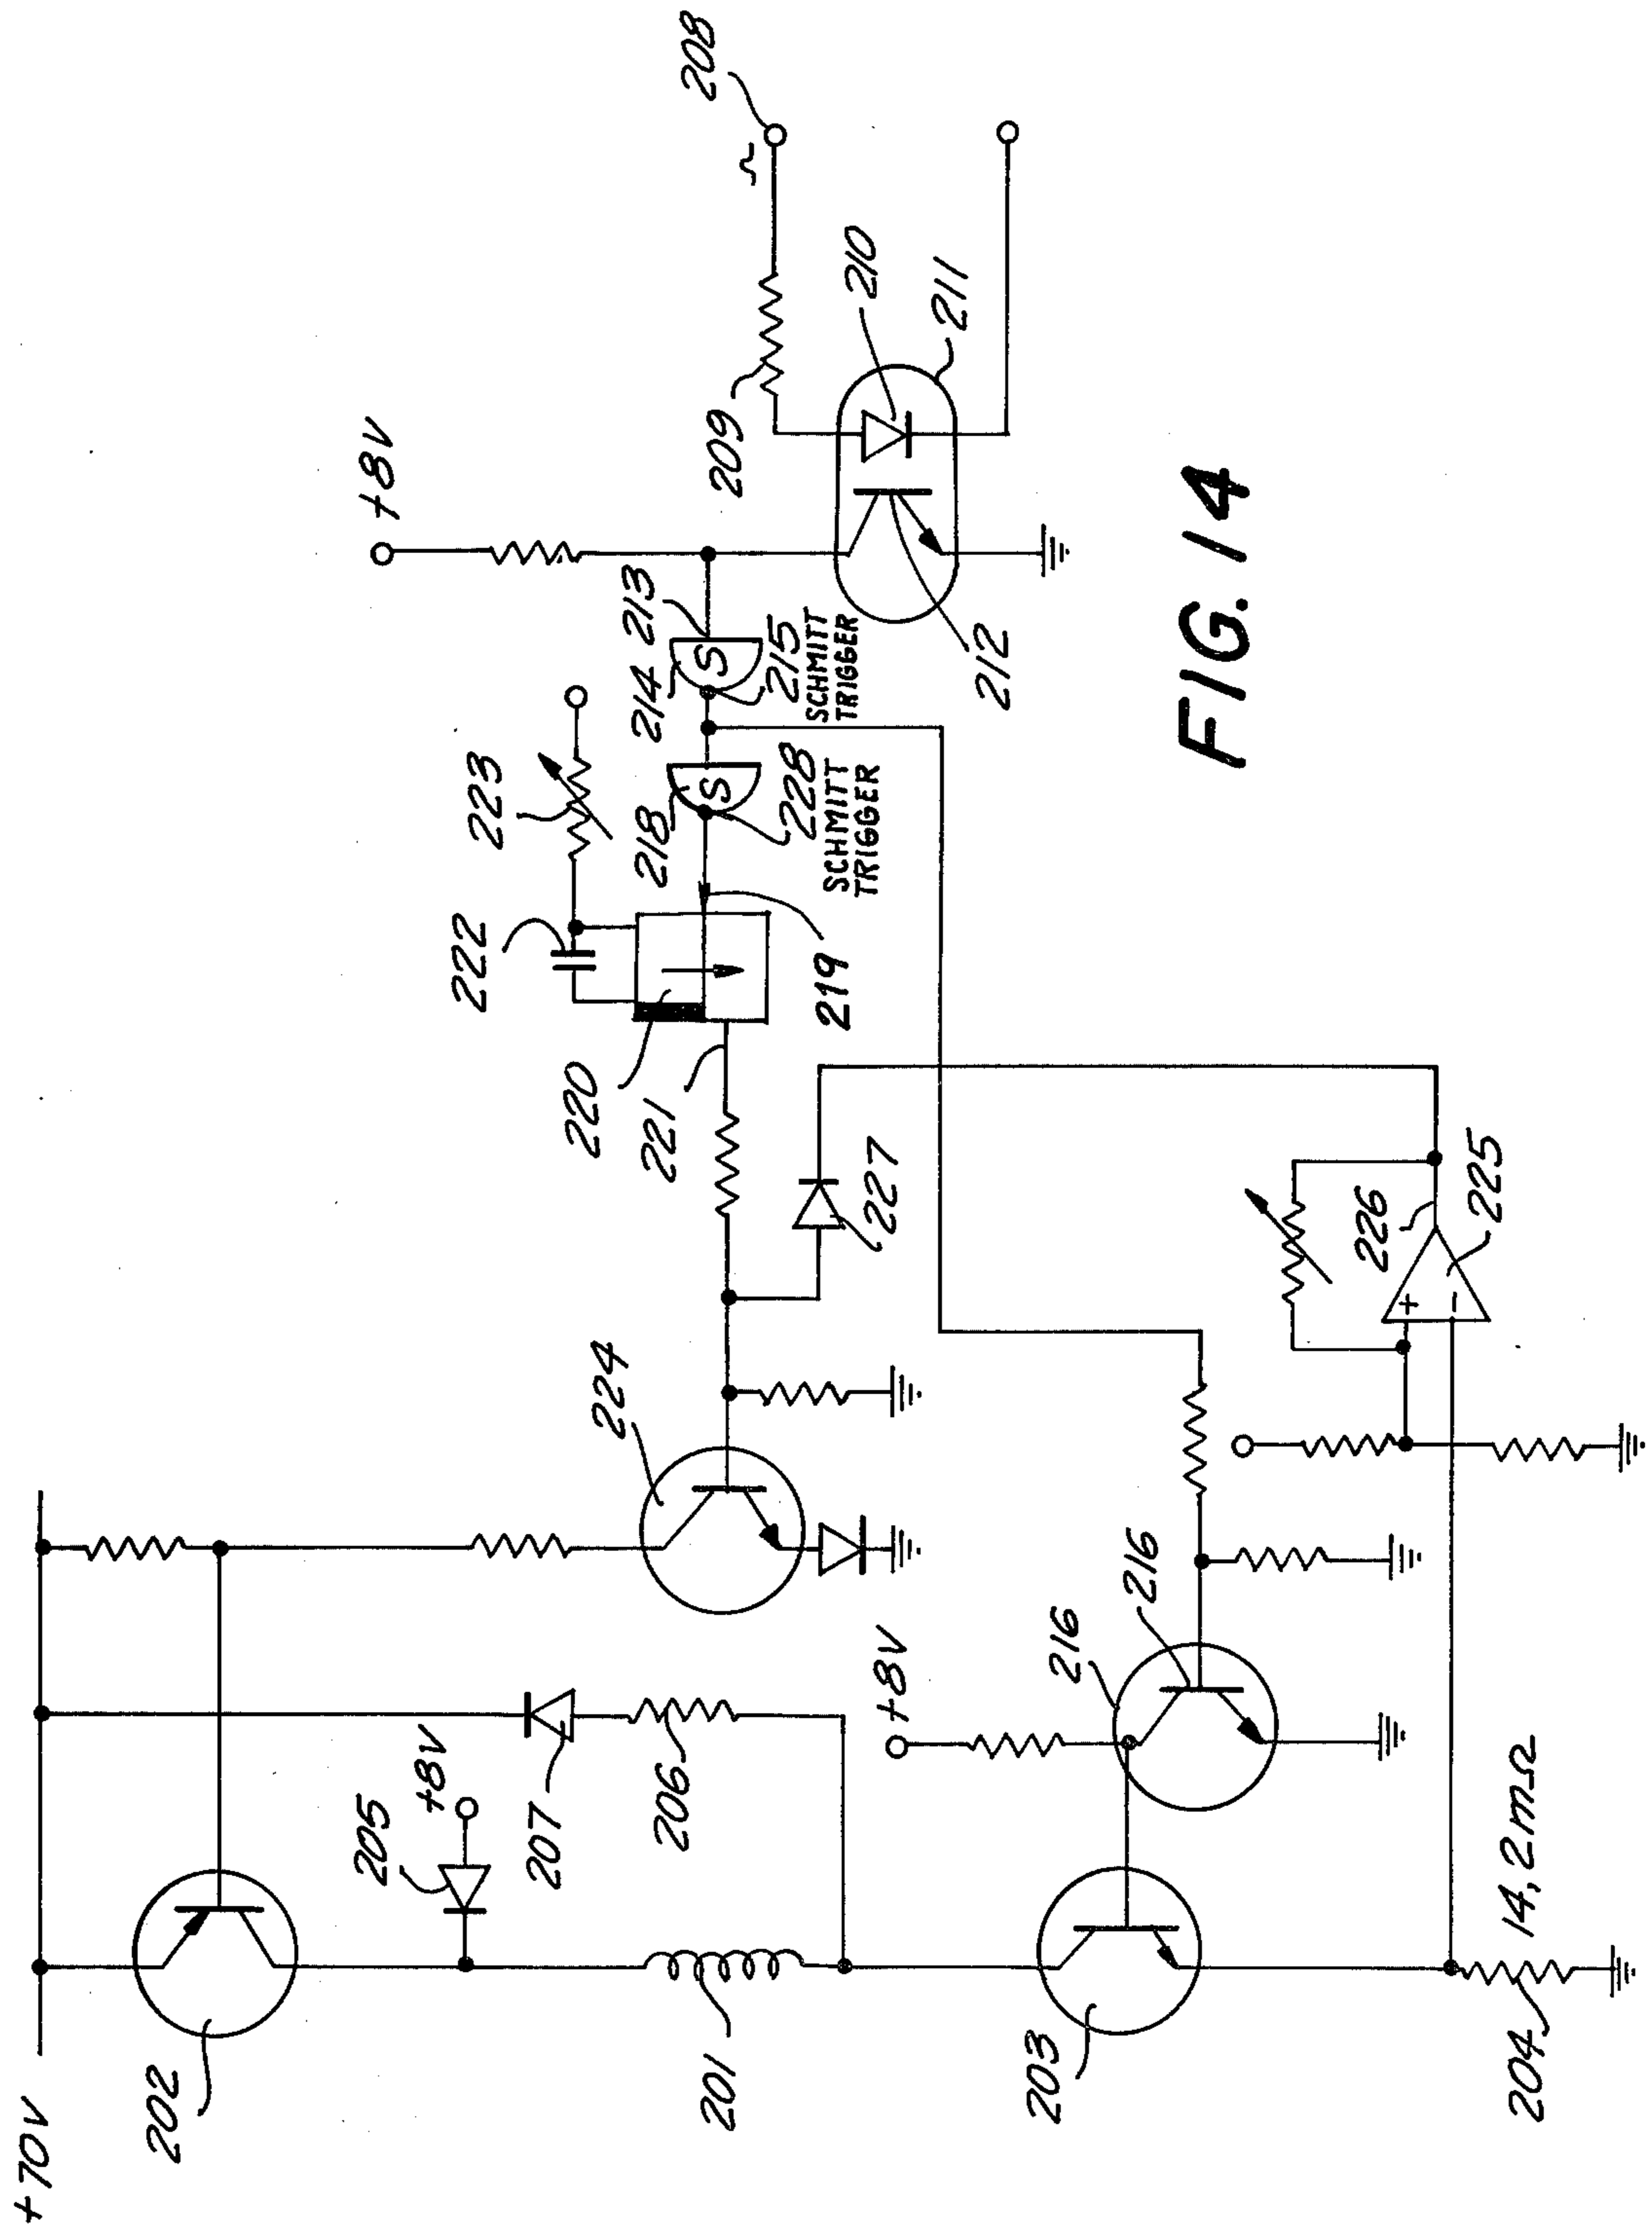 +70V
202
205
+8V
207
206
201
203
204
14,2mΩ
216
216
+8V
224
227
226
225
+
-
220
221
222
223
219
218
S
228
SCHMITT
TRIGGER
214
213
S
215
SCHMITT
TRIGGER
+8V
209
208
210
211
212
FIG. 14